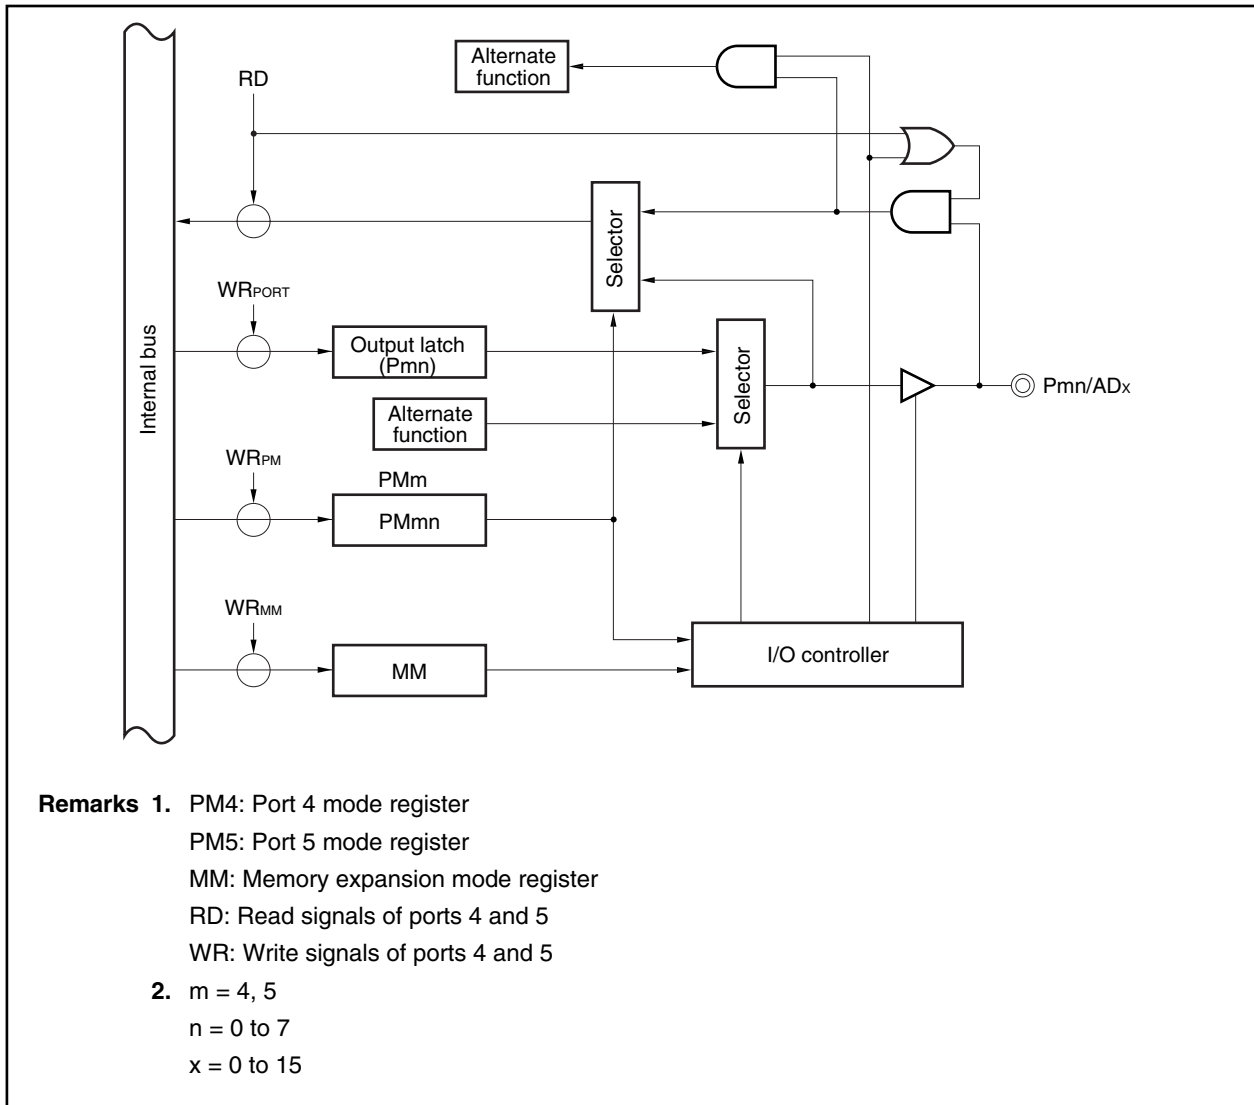 Alternate
function
RD
Selector
WRPORT
Output latch
(Pmn)
Internal bus
Selector
Pmn/ADx
Alternate
function
WRPM
PMm
PMmn
WRMM
MM
I/O controller
Remarks 1. PM4: Port 4 mode register
PM5: Port 5 mode register
MM: Memory expansion mode register
RD: Read signals of ports 4 and 5
WR: Write signals of ports 4 and 5
2. m = 4, 5
n = 0 to 7
x = 0 to 15